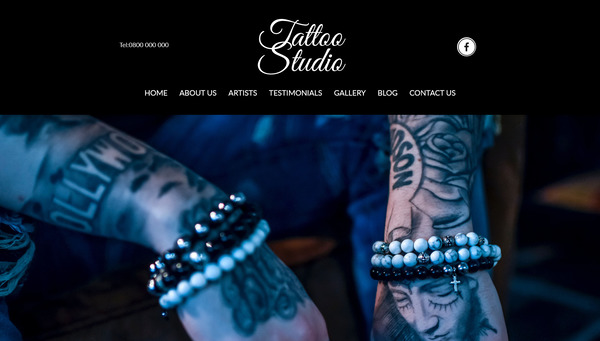 Tel:0800 000 000
Tattoo
Studio
HOME ABOUT US ARTISTS TESTIMONIALS GALLERY BLOG CONTACT US
OLLYWO
SON